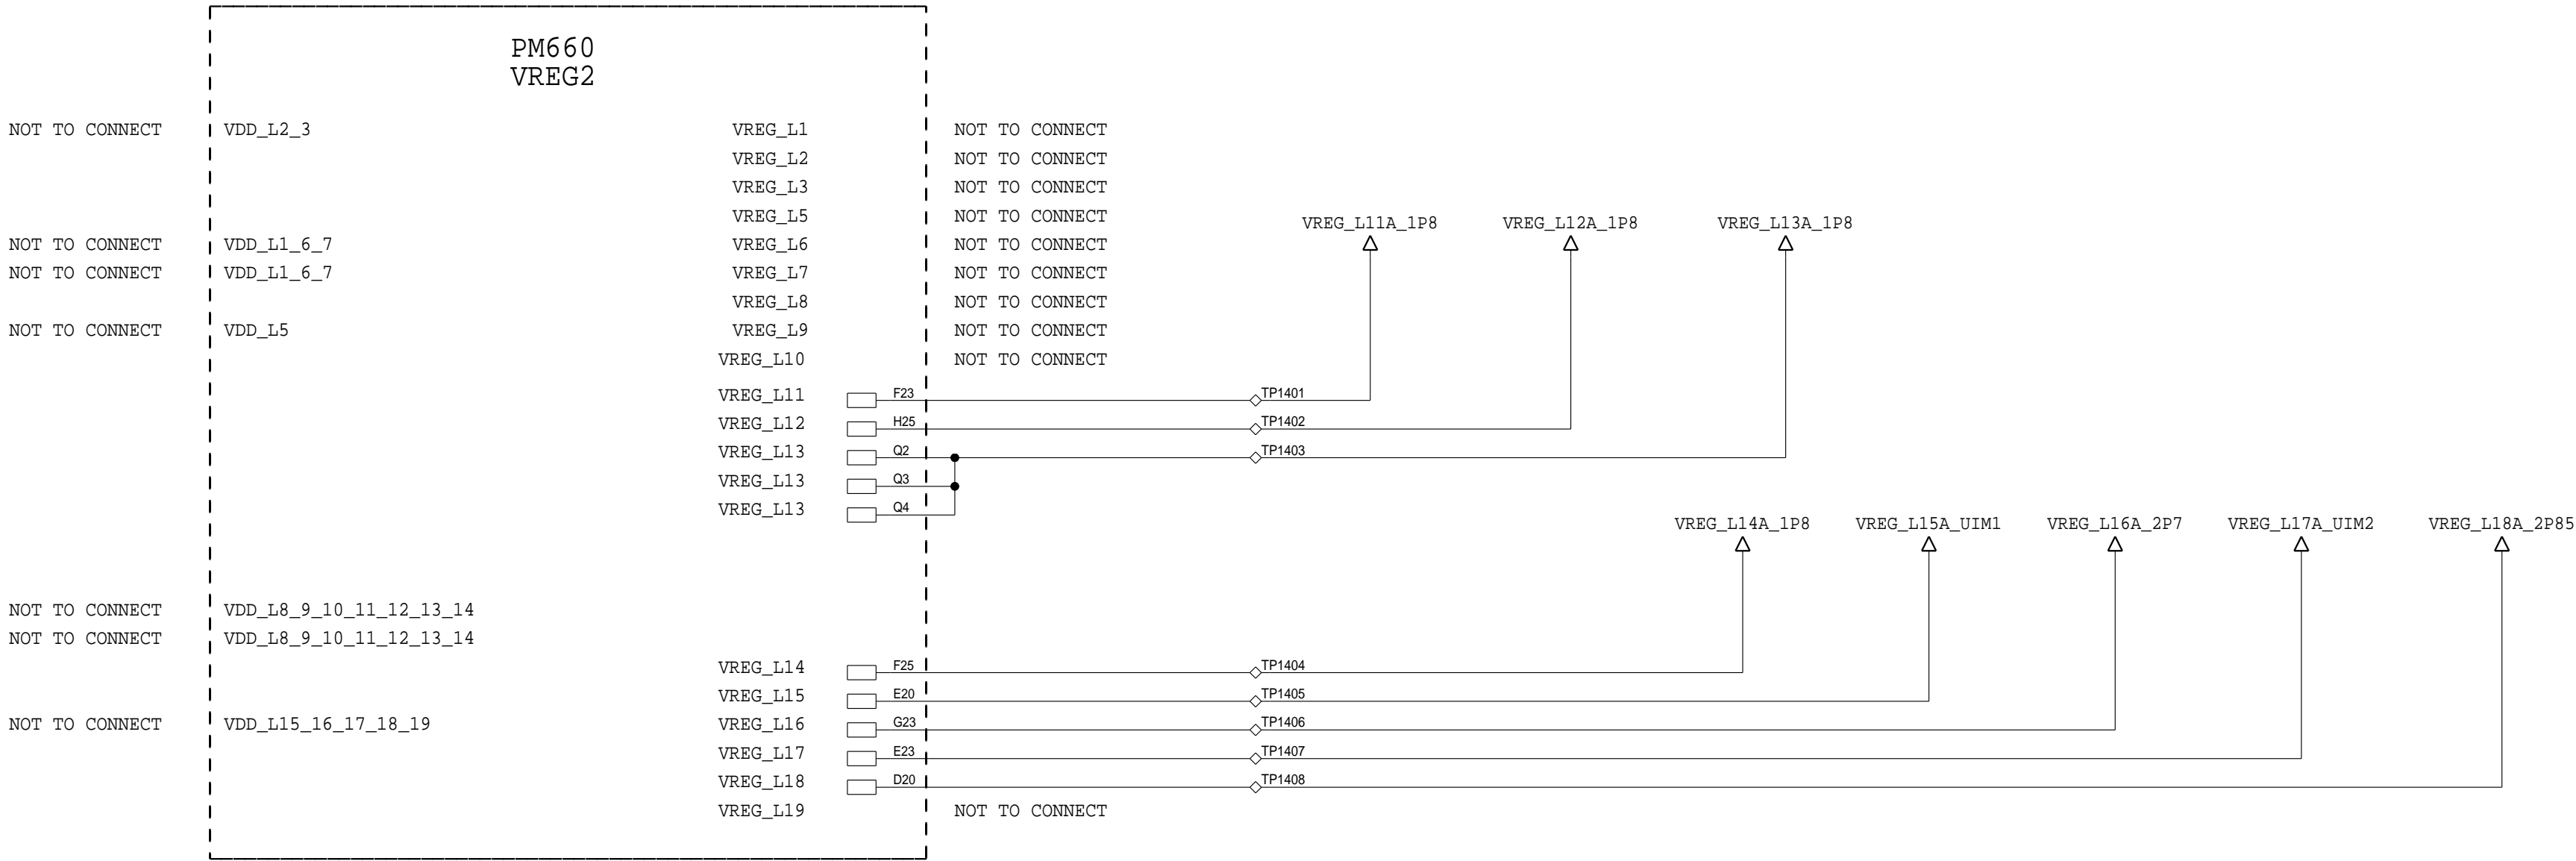 PM660
VREG2
NOT TO CONNECT VDD_L2_3 VREG_L1 NOT TO CONNECT
VREG_L2 NOT TO CONNECT
VREG_L3 NOT TO CONNECT
VREG_L5 NOT TO CONNECT
VREG_L11A_1P8 VREG_L12A_1P8 VREG_L13A_1P8
NOT TO CONNECT VDD_L1_6_7 VREG_L6 NOT TO CONNECT
NOT TO CONNECT VDD_L1_6_7 VREG_L7 NOT TO CONNECT
VREG_L8 NOT TO CONNECT
NOT TO CONNECT VDD_L5 VREG_L9 NOT TO CONNECT
VREG_L10 NOT TO CONNECT
VREG_L11 F23 TP1401
VREG_L12 H25 TP1402
VREG_L13 Q2 TP1403
VREG_L13 Q3
VREG_L13 Q4
VREG_L14A_1P8 VREG_L15A_UIM1 VREG_L16A_2P7 VREG_L17A_UIM2 VREG_L18A_2P85
NOT TO CONNECT VDD_L8_9_10_11_12_13_14
NOT TO CONNECT VDD_L8_9_10_11_12_13_14
VREG_L14 F25 TP1404
VREG_L15 E20 TP1405
NOT TO CONNECT VDD_L15_16_17_18_19 VREG_L16 G23 TP1406
VREG_L17 E23 TP1407
VREG_L18 D20 TP1408
VREG_L19 NOT TO CONNECT